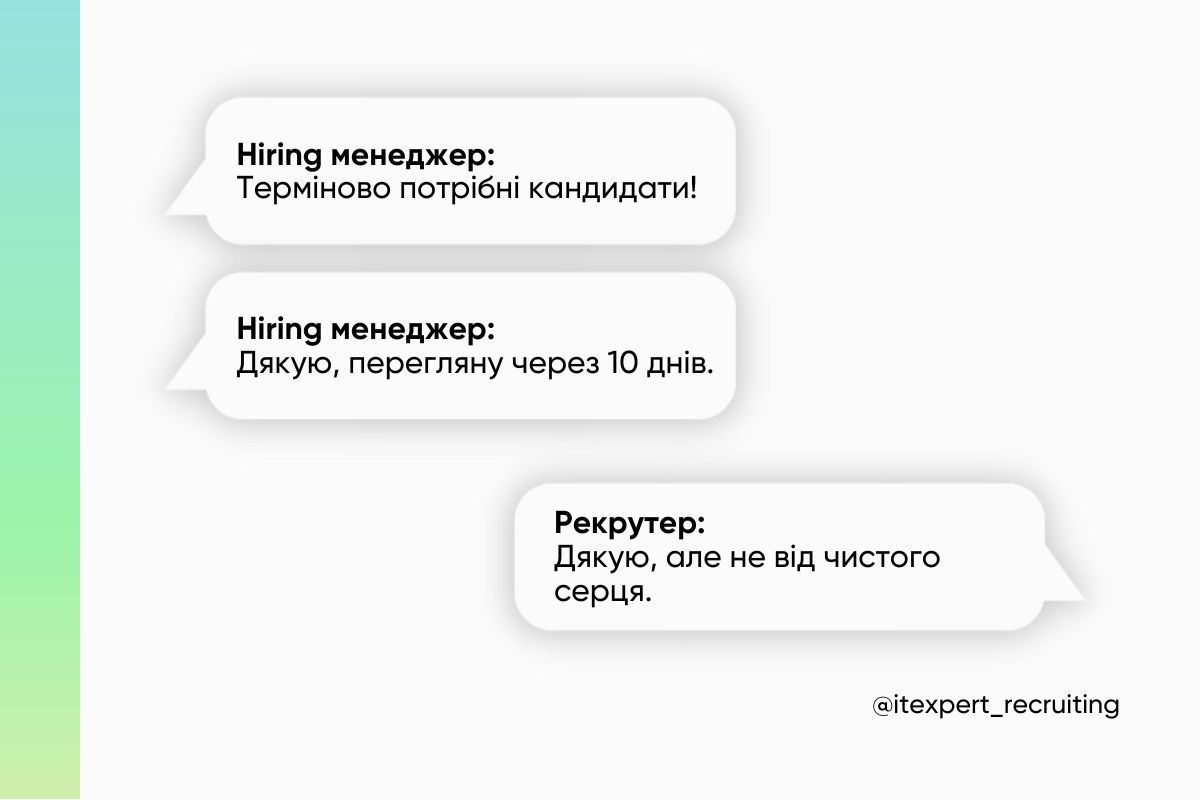 Hiring менеджер:
Терміново потрібні кандидати!
Hiring менеджер:
Дякую, перегляну через 10 днів.
Рекрутер:
Дякую, але не від чистого
серця.
@itexpert_recruiting